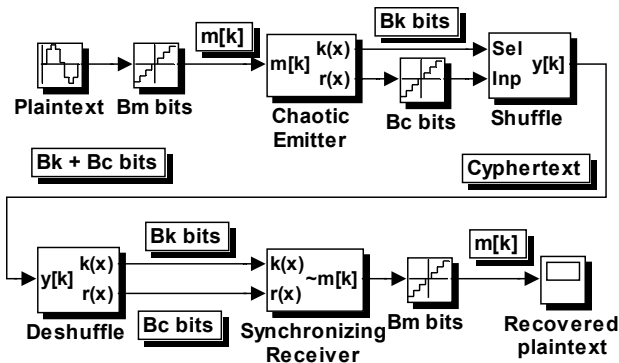 m[k]
Bk bits
Plaintext
Bm bits
m[k]
k(x)
r(x)
Chaotic
Emitter
Bc bits
Sel
Inp
y[k]
Shuffle
Bk + Bc bits
Cyphertext
y[k]
k(x)
r(x)
Deshuffle
Bk bits
Bc bits
k(x)
r(x)
~m[k]
Synchronizing
Receiver
Bm bits
m[k]
Recovered
plaintext